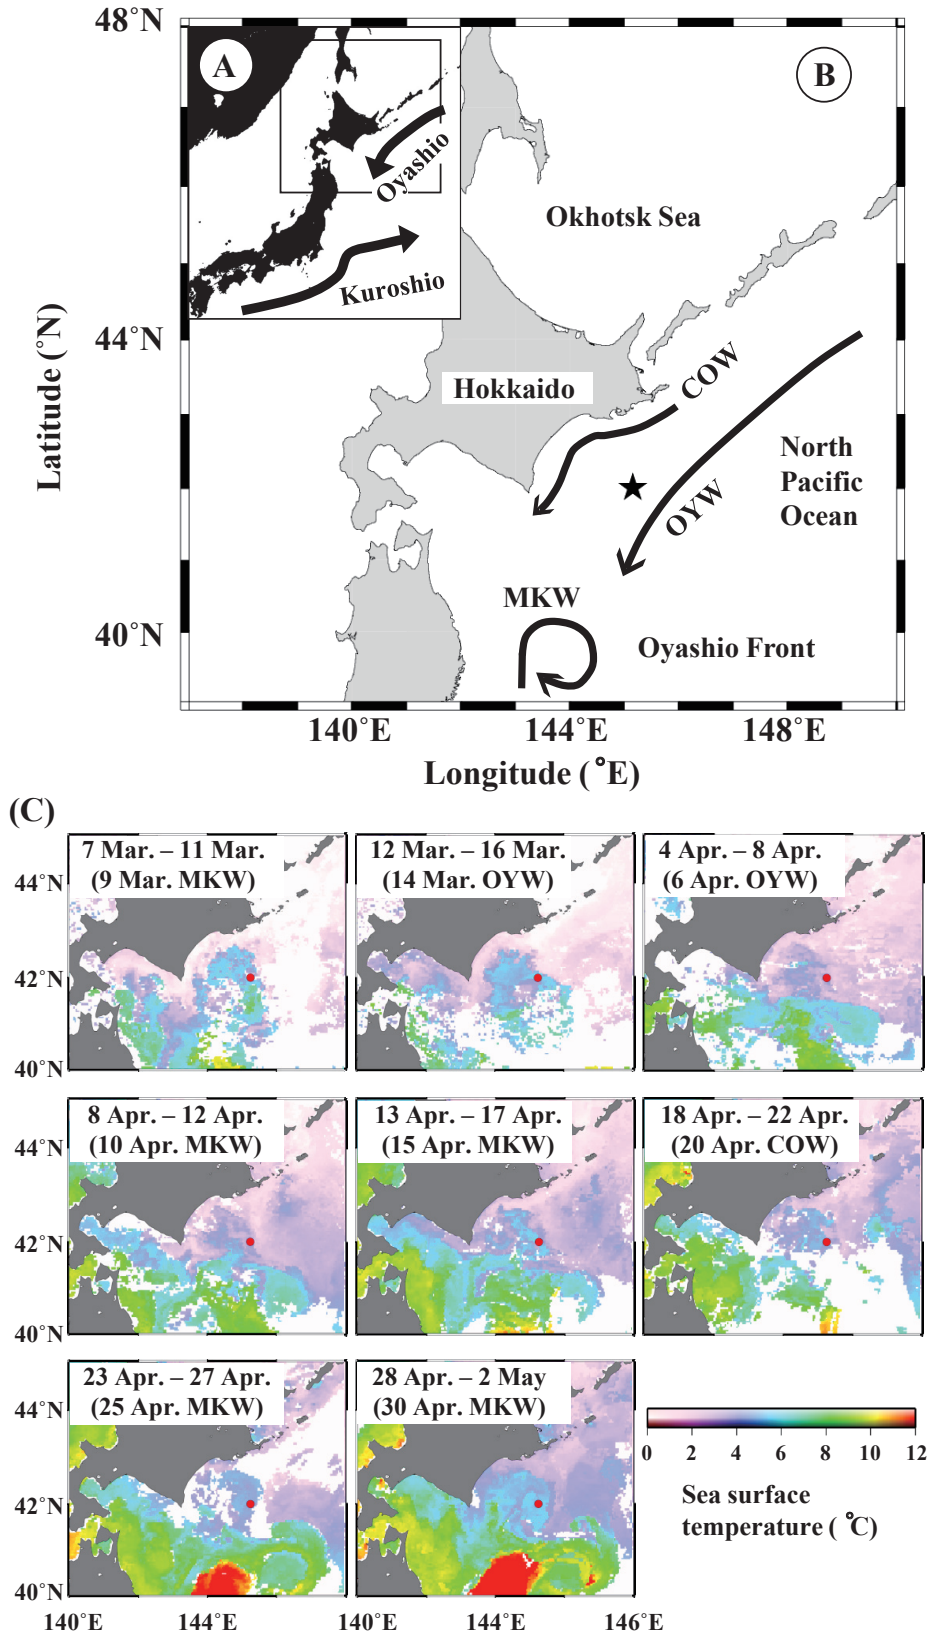 48˚N
A
B
Oyashio
Okhotsk Sea
Kuroshio
44˚N
COW
Hokkaido
Latitude (˚N)
North
Pacific
Ocean
OYW
MKW
40˚N
Oyashio Front
140˚E
144˚E
148˚E
Longitude (˚E)
(C)
7 Mar. – 11 Mar.
(9 Mar. MKW)
12 Mar. – 16 Mar.
(14 Mar. OYW)
4 Apr. – 8 Apr.
(6 Apr. OYW)
44˚N
42˚N
40˚N
8 Apr. – 12 Apr.
(10 Apr. MKW)
13 Apr. – 17 Apr.
(15 Apr. MKW)
18 Apr. – 22 Apr.
(20 Apr. COW)
44˚N
42˚N
40˚N
23 Apr. – 27 Apr.
(25 Apr. MKW)
28 Apr. – 2 May
(30 Apr. MKW)
44˚N
42˚N
40˚N
0 2 4 6 8 10 12
Sea surface
temperature (˚C)
140˚E
144˚E
140˚E
144˚E
146˚E